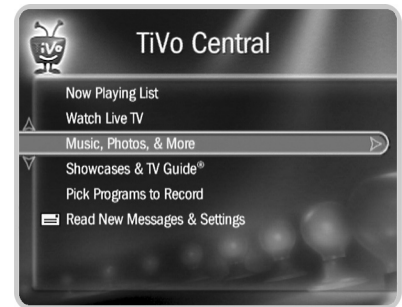 TiVo
TiVo Central
Now Playing List
Watch Live TV
Music, Photos, & More
Showcases & TV Guide®
Pick Programs to Record
Read New Messages & Settings